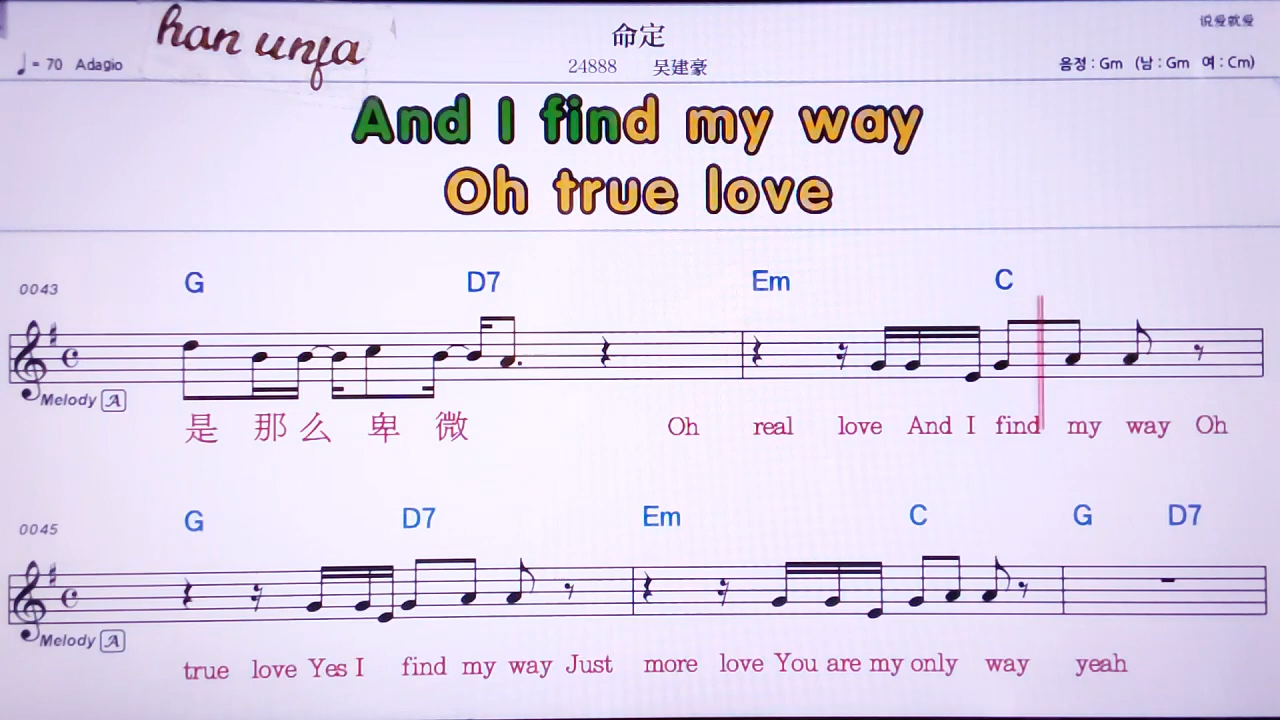 han unfa
命定
说爱就爱
♩= 70 Adagio
24888 吴建豪
음정 : Gm (남 : Gm 여 : Cm)
And I find my way
Oh true love
0043
G D7 Em C
Melody A
是 那 么 卑 微 Oh real love And I find my way Oh
0045
G D7 Em C G D7
Melody A
true love Yes I find my way Just more love You are my only way yeah